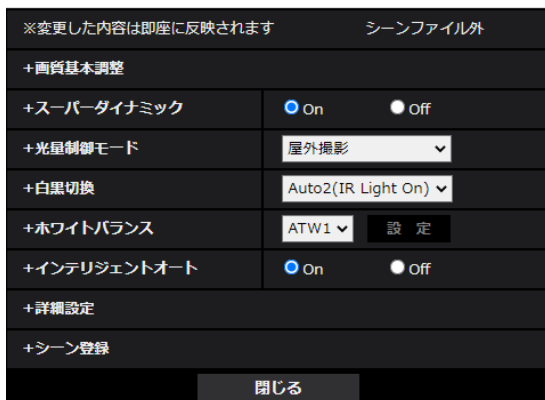 ※変更した内容は即座に反映されます シーンファイル外
+画質基本調整
+スーパーダイナミック On Off
+光量制御モード 屋外撮影
+白黒切換 Auto2(IR Light On)
+ホワイトバランス ATW1 設 定
+インテリジェントオート On Off
+詳細設定
+シーン登録
閉じる